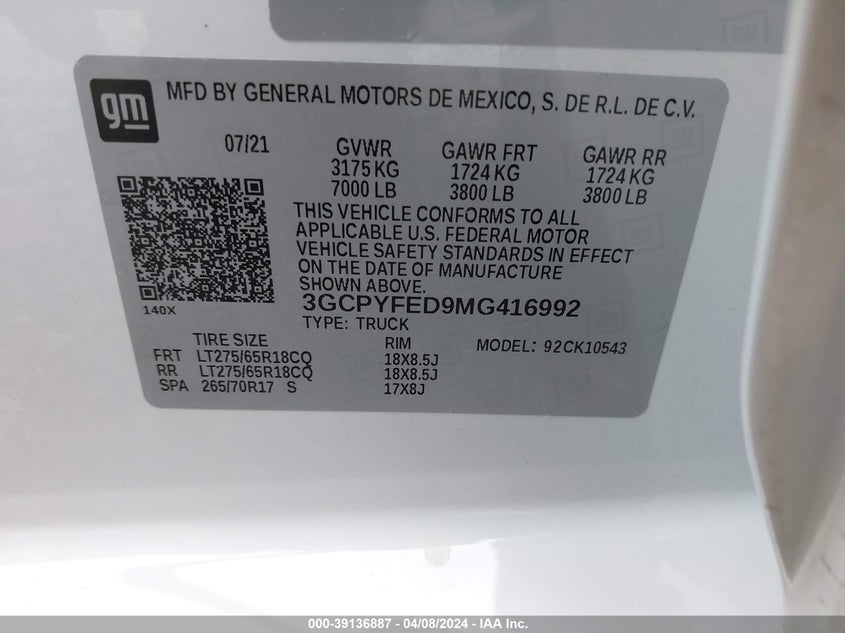 gm
MFD BY GENERAL MOTORS DE MEXICO, S. DE R.L. DE C.V.
07/21 GVWR GAWR FRT GAWR RR
3175 KG 1724 KG 1724 KG
7000 LB 3800 LB 3800 LB
THIS VEHICLE CONFORMS TO ALL
APPLICABLE U.S. FEDERAL MOTOR
VEHICLE SAFETY STANDARDS IN EFFECT
ON THE DATE OF MANUFACTURE
SHOWN ABOVE.
140X
3GCPYFED9MG416992
TYPE: TRUCK
TIRE SIZE RIM MODEL: 92CK10543
FRT LT275/65R18CQ 18X8.5J
RR LT275/65R18CQ 18X8.5J
SPA 265/70R17 S 17X8J
000-39136887 - 04/08/2024 - IAA Inc.